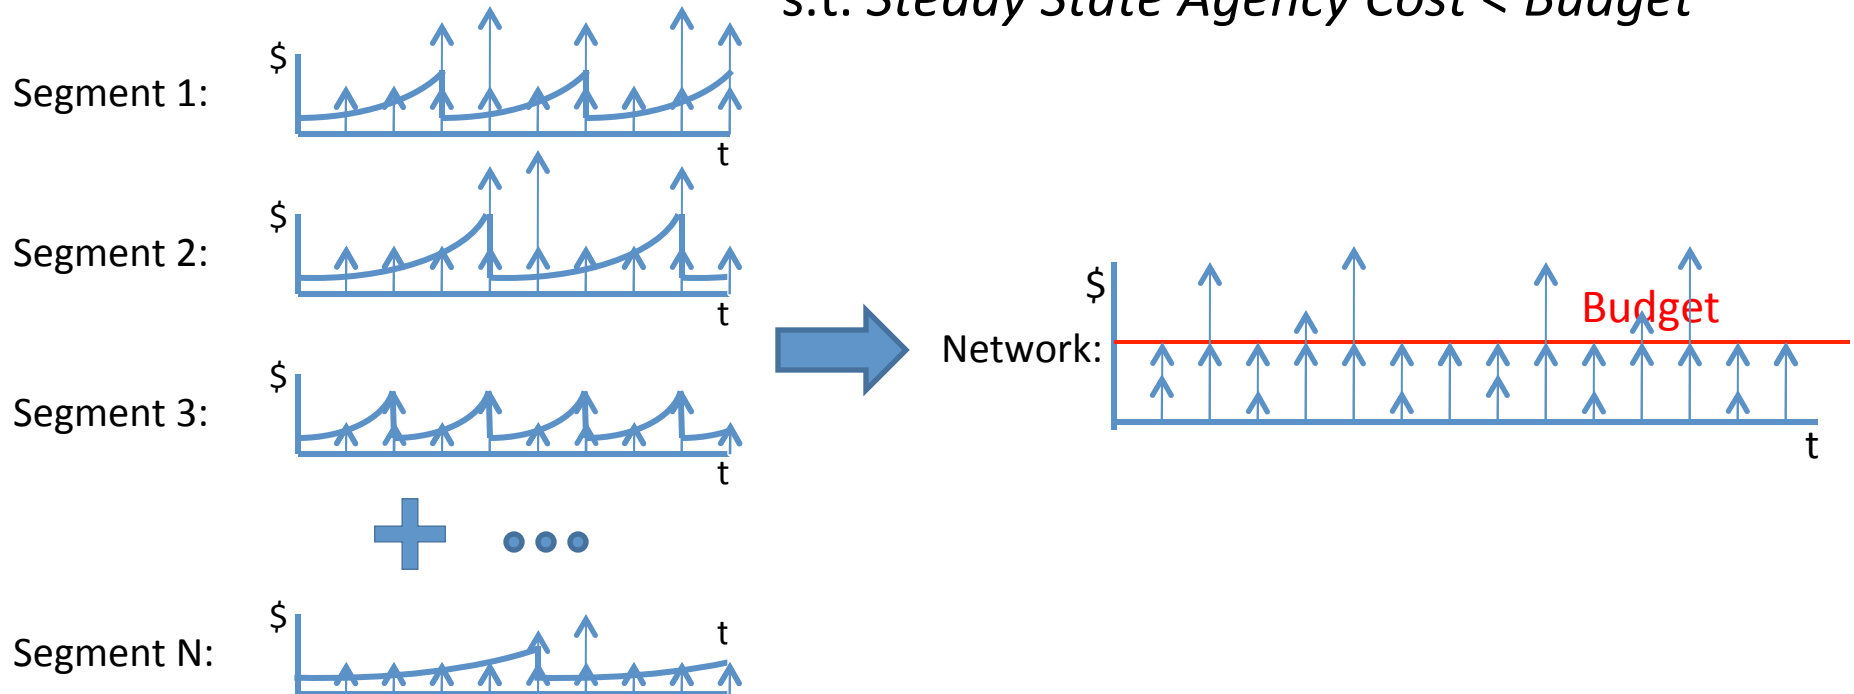 s.t. Steady State Agency Cost < Budget
$
Segment 1:
t
$
Segment 2:
t
$
Segment 3:
t
$
Segment N:
t
$
Budget
Network:
t